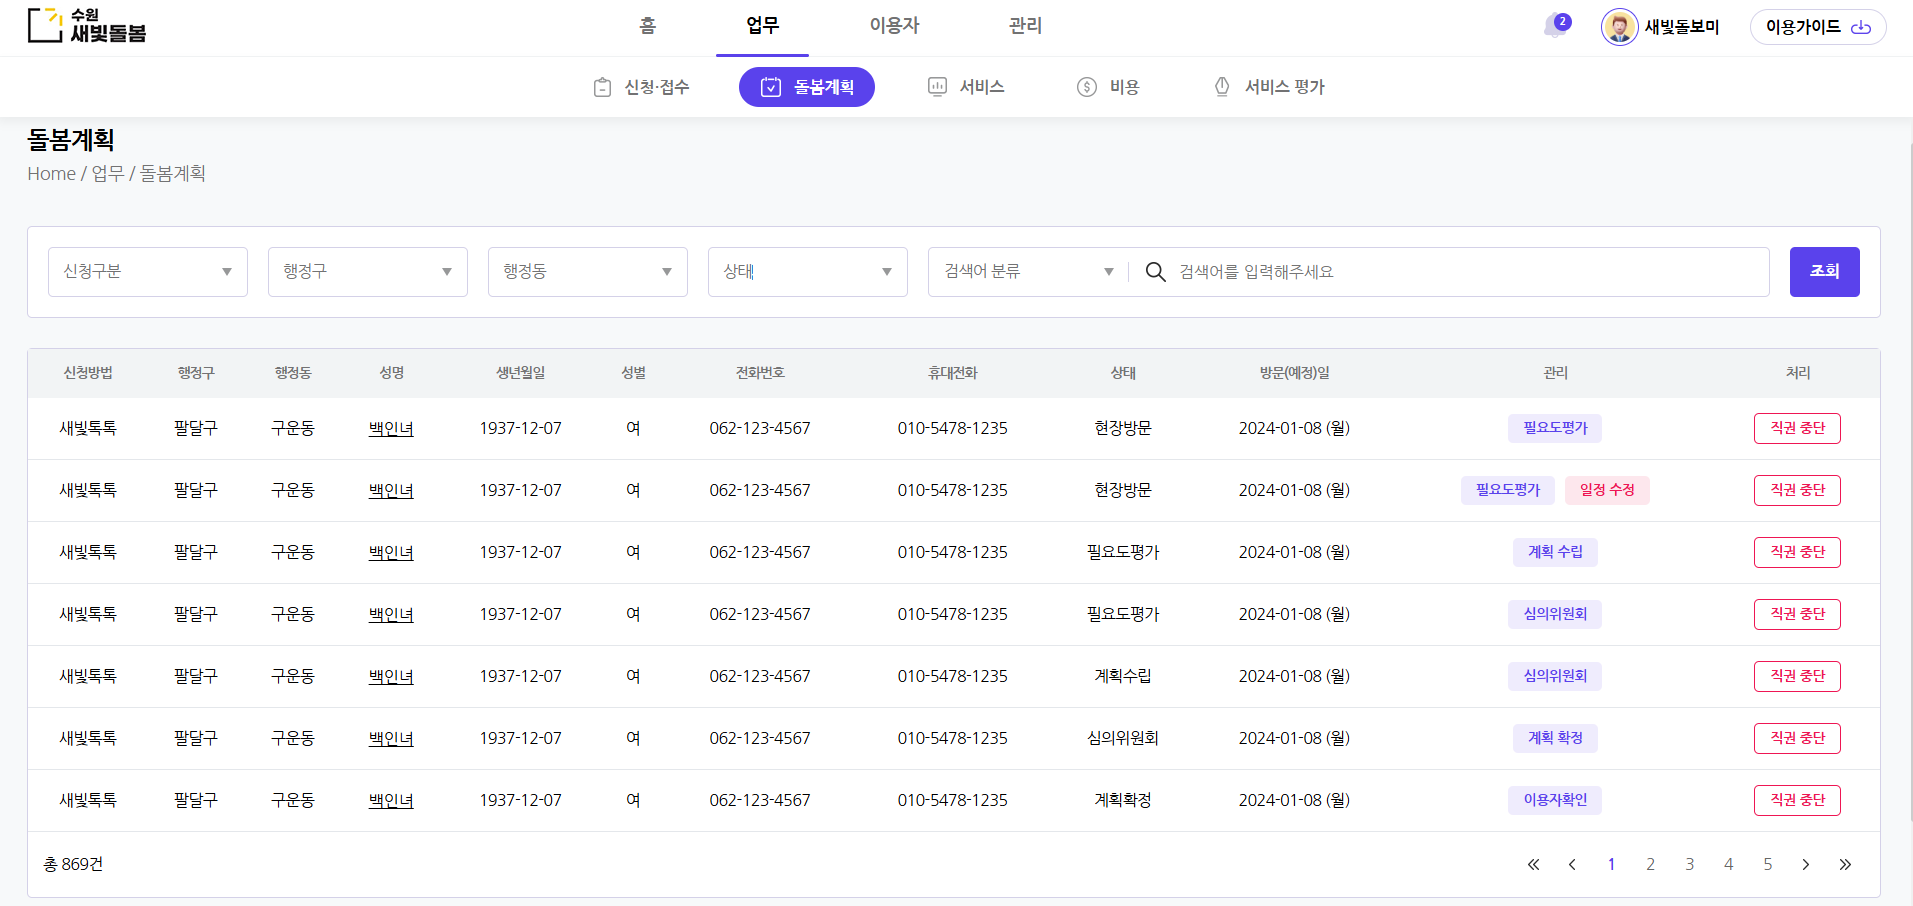 수원
새빛돌봄
홈 업무 이용자 관리 2 새빛돌보미 이용가이드
신청·접수 돌봄계획 서비스 비용 서비스 평가
돌봄계획
Home / 업무 / 돌봄계획
신청구분 행정구 행정동 상태 검색어 분류 검색어를 입력해주세요 조회
신청방법 행정구 행정동 성명 생년월일 성별 전화번호 휴대전화 상태 방문(예정)일 관리 처리
새빛톡톡 팔달구 구운동 백인녀 1937-12-07 여 062-123-4567 010-5478-1235 현장방문 2024-01-08 (월) 필요도평가 직권 중단
새빛톡톡 팔달구 구운동 백인녀 1937-12-07 여 062-123-4567 010-5478-1235 현장방문 2024-01-08 (월) 필요도평가 일정 수정 직권 중단
새빛톡톡 팔달구 구운동 백인녀 1937-12-07 여 062-123-4567 010-5478-1235 필요도평가 2024-01-08 (월) 계획 수립 직권 중단
새빛톡톡 팔달구 구운동 백인녀 1937-12-07 여 062-123-4567 010-5478-1235 필요도평가 2024-01-08 (월) 심의위원회 직권 중단
새빛톡톡 팔달구 구운동 백인녀 1937-12-07 여 062-123-4567 010-5478-1235 계획수립 2024-01-08 (월) 심의위원회 직권 중단
새빛톡톡 팔달구 구운동 백인녀 1937-12-07 여 062-123-4567 010-5478-1235 심의위원회 2024-01-08 (월) 계획 확정 직권 중단
새빛톡톡 팔달구 구운동 백인녀 1937-12-07 여 062-123-4567 010-5478-1235 계획확정 2024-01-08 (월) 이용자확인 직권 중단
총 869건 « ‹ 1 2 3 4 5 › »